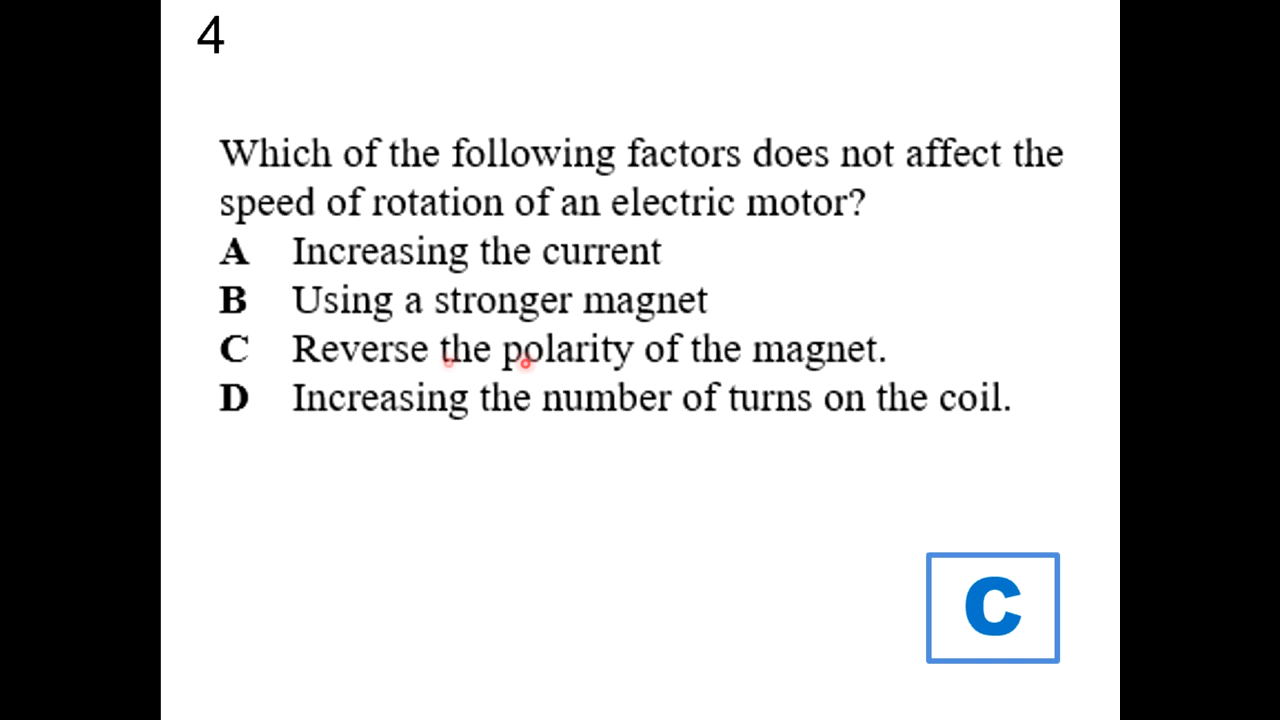 4
Which of the following factors does not affect the
speed of rotation of an electric motor?
A Increasing the current
B Using a stronger magnet
C Reverse the polarity of the magnet.
D Increasing the number of turns on the coil.
C